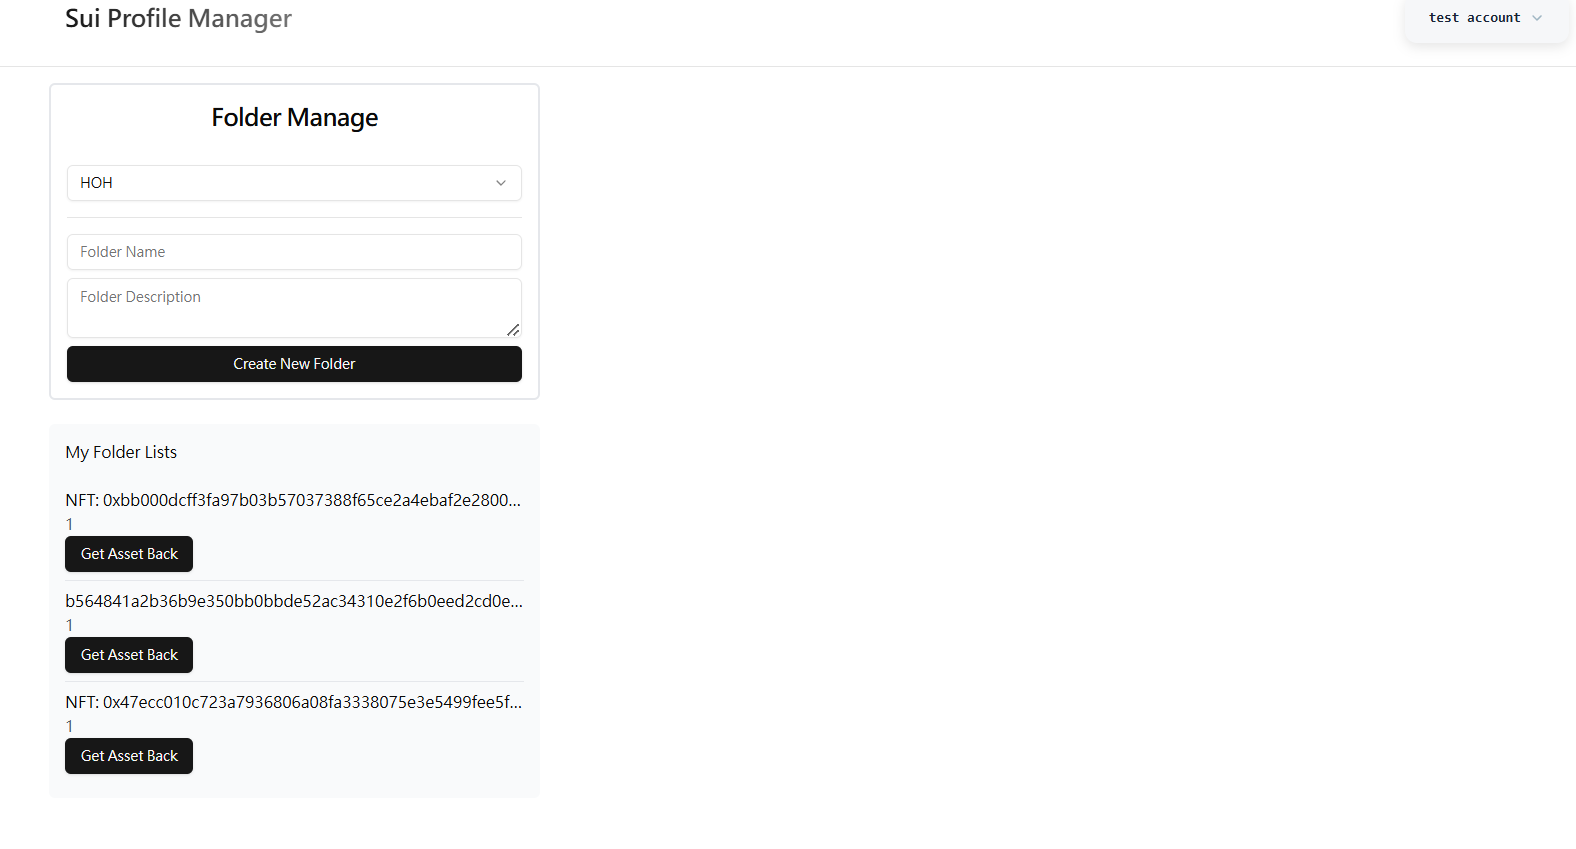 Sui Profile Manager
test account
Folder Manage
HOH
Folder Name
Folder Description
Create New Folder
My Folder Lists
NFT: 0xbb000dcff3fa97b03b57037388f65ce2a4ebaf2e2800...
1
Get Asset Back
b564841a2b36b9e350bb0bbde52ac34310e2f6b0eed2cd0e...
1
Get Asset Back
NFT: 0x47ecc010c723a7936806a08fa3338075e3e5499fee5f...
1
Get Asset Back